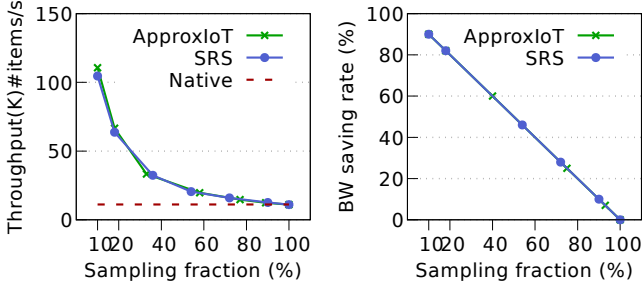 Throughput(K)#items/s
150
100
50
0
ApproxIoT
SRS
Native
10 20 40 60 80 100
Sampling fraction (%)
BW saving rate (%)
100
80
60
40
20
0
ApproxIoT
SRS
10 20 40 60 80 100
Sampling fraction (%)